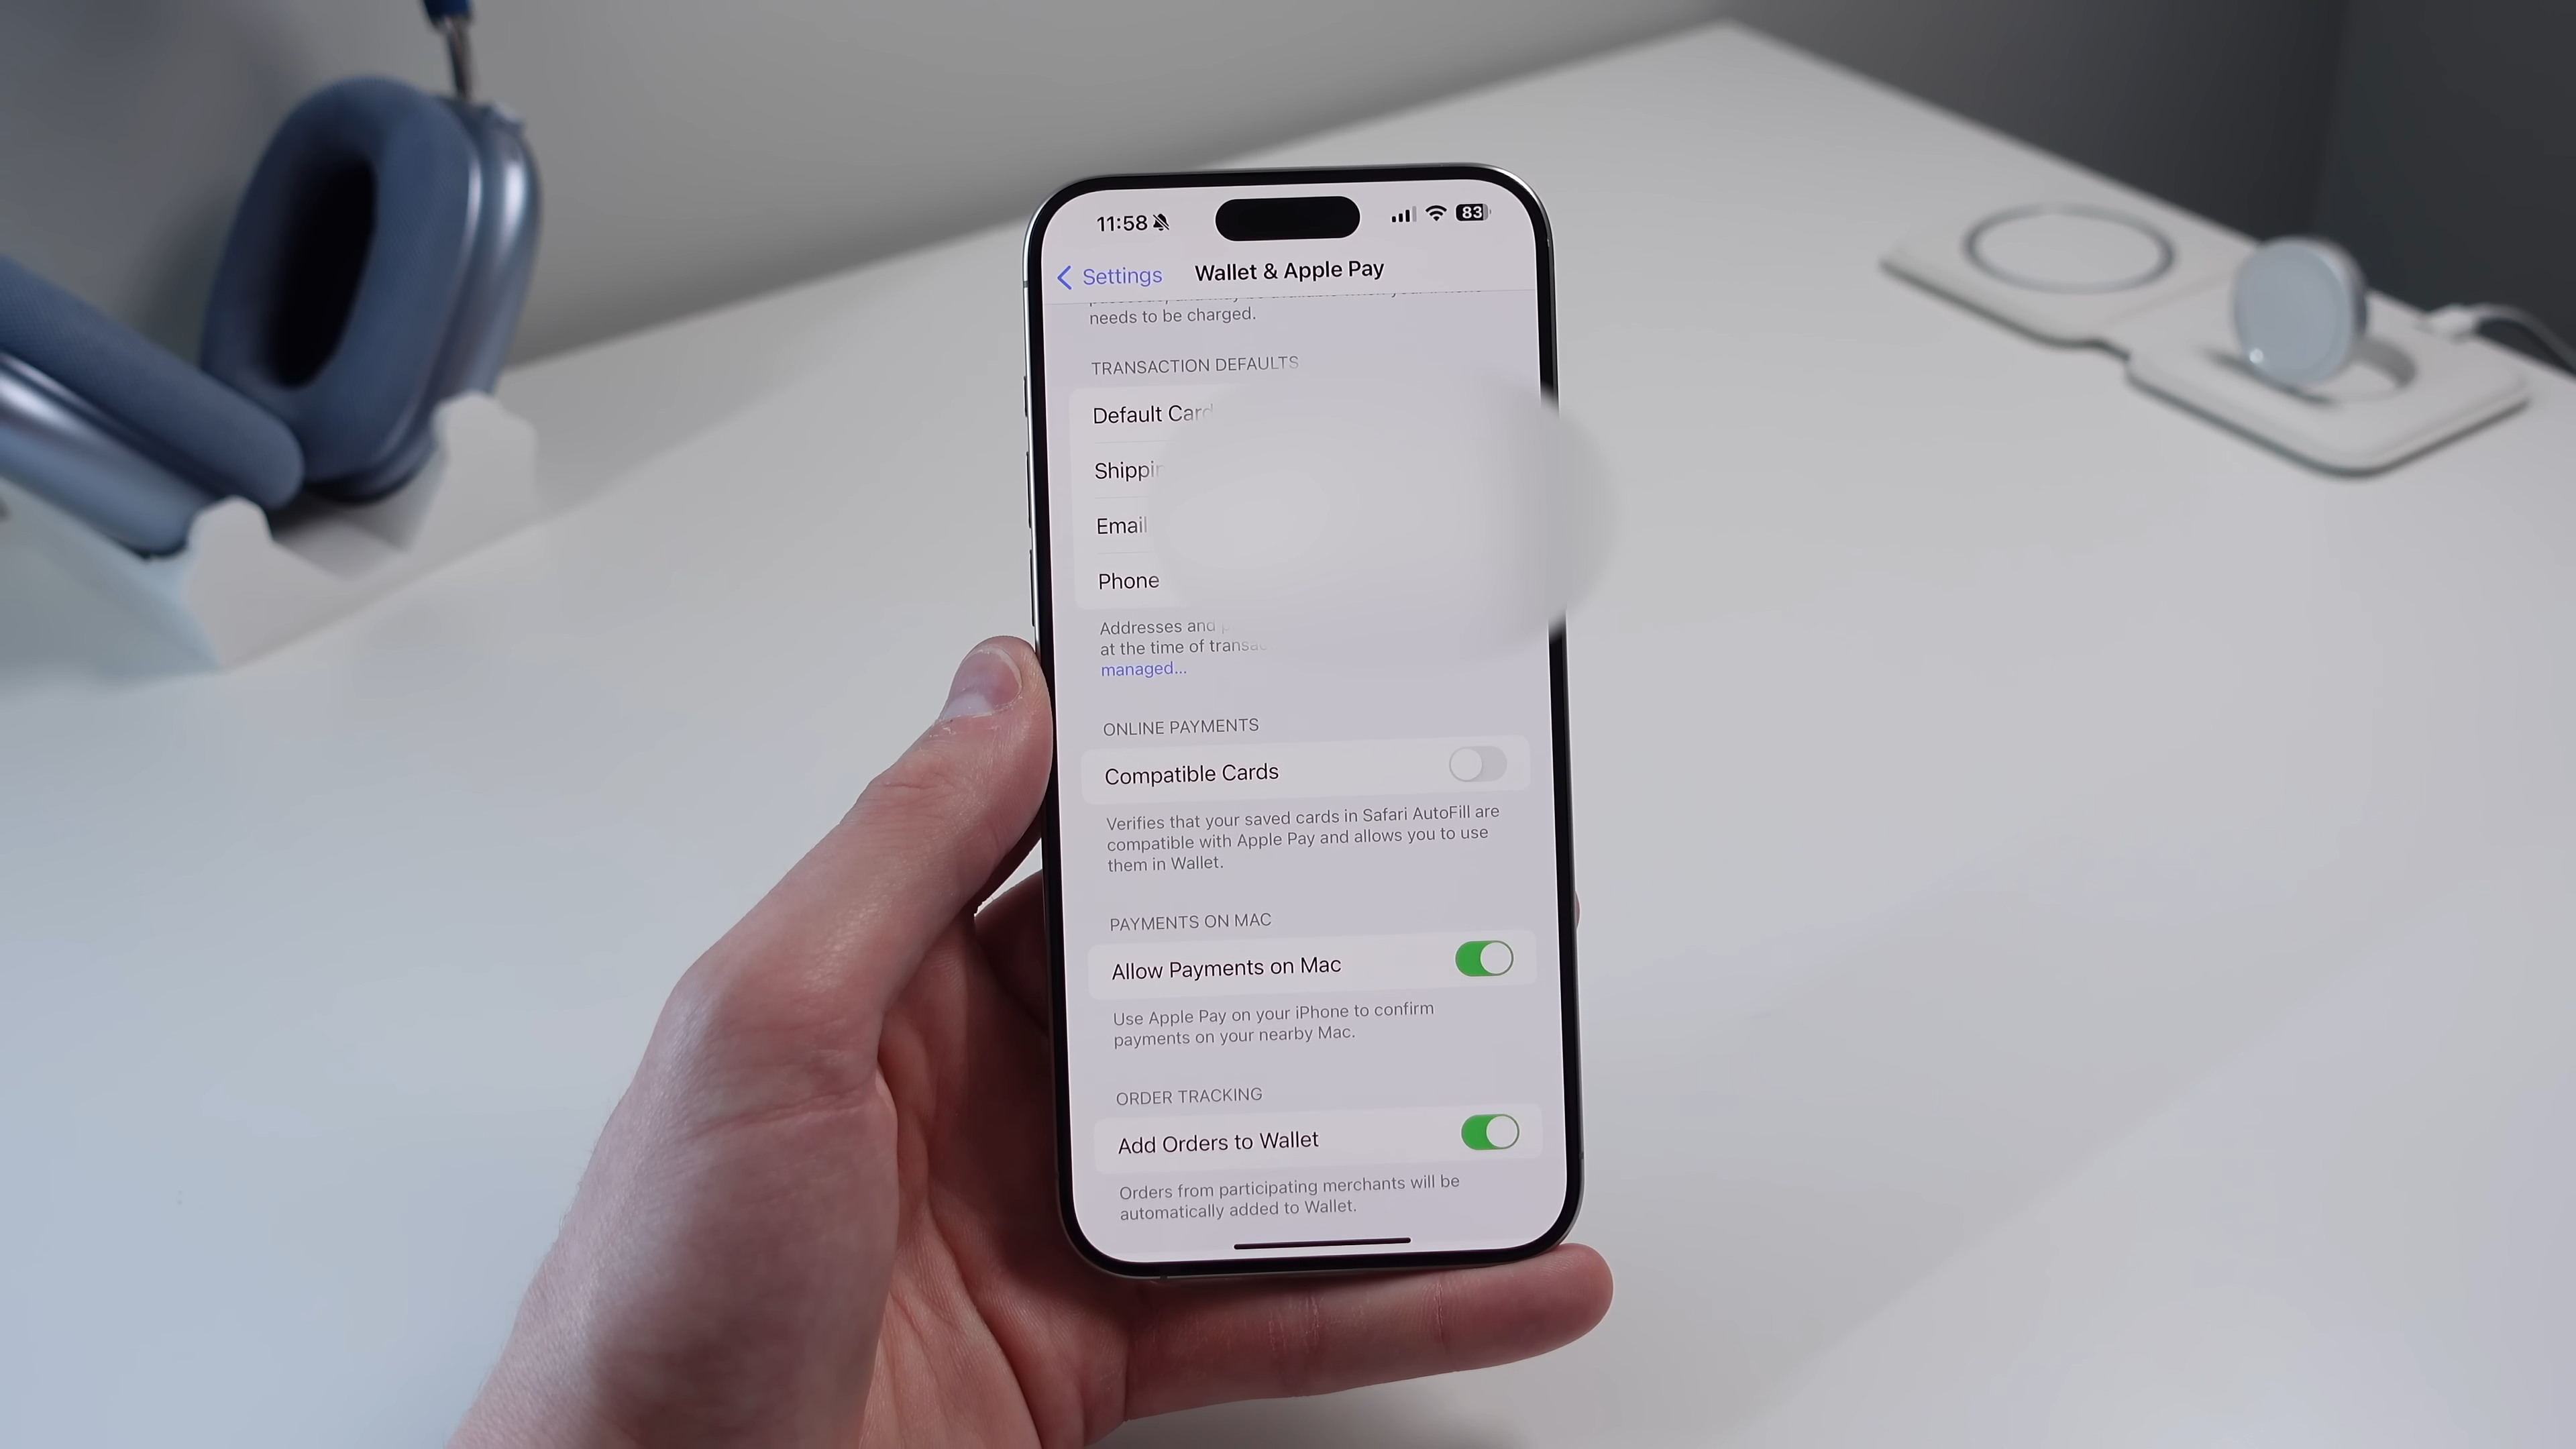 11:58
83
Settings
Wallet & Apple Pay
needs to be charged.
TRANSACTION DEFAULTS
Default Card
Email
Phone
Addresses and
at the time of
managed...
ONLINE PAYMENTS
Compatible Cards
Verifies that your saved cards in Safari AutoFill are
compatible with Apple Pay and allows you to use
them in Wallet.
PAYMENTS ON MAC
Allow Payments on Mac
Use Apple Pay on your iPhone to confirm
payments on your nearby Mac.
ORDER TRACKING
Add Orders to Wallet
Orders from participating merchants will be
automatically added to Wallet.